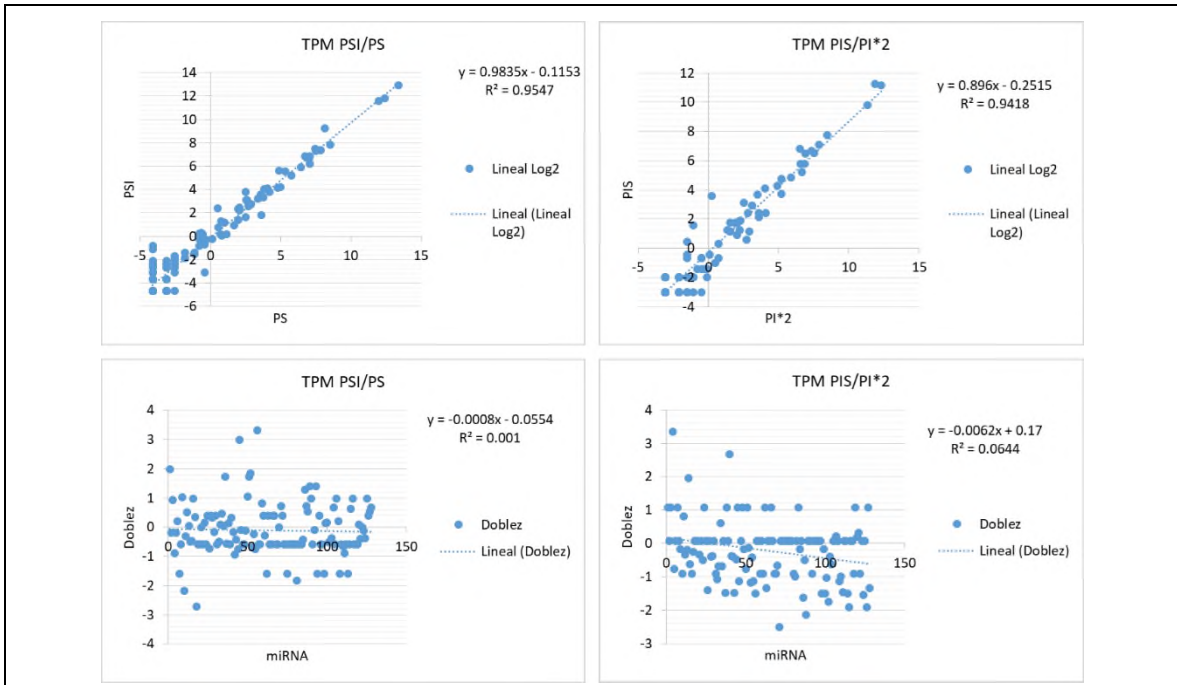 TPM PSI/PS
y = 0.9835x - 0.1153
R² = 0.9547
14
12
10
8
6
4
2
0
-2
-4
-6
-5
0
5
10
15
PSI
PS
Lineal Log2
Lineal (Lineal
Log2)
TPM PIS/PI*2
y = 0.896x - 0.2515
R² = 0.9418
12
10
8
6
4
2
0
-2
-4
-5
0
5
10
15
PIS
PI*2
Lineal Log2
Lineal (Lineal
Log2)
TPM PSI/PS
y = -0.0008x - 0.0554
R² = 0.001
4
3
2
1
0
-1
-2
-3
-4
0
50
100
150
Doblez
miRNA
Doblez
Lineal (Doblez)
TPM PIS/PI*2
y = -0.0062x + 0.17
R² = 0.0644
4
3
2
1
0
-1
-2
-3
0
50
100
150
Doblez
miRNA
Doblez
Lineal (Doblez)